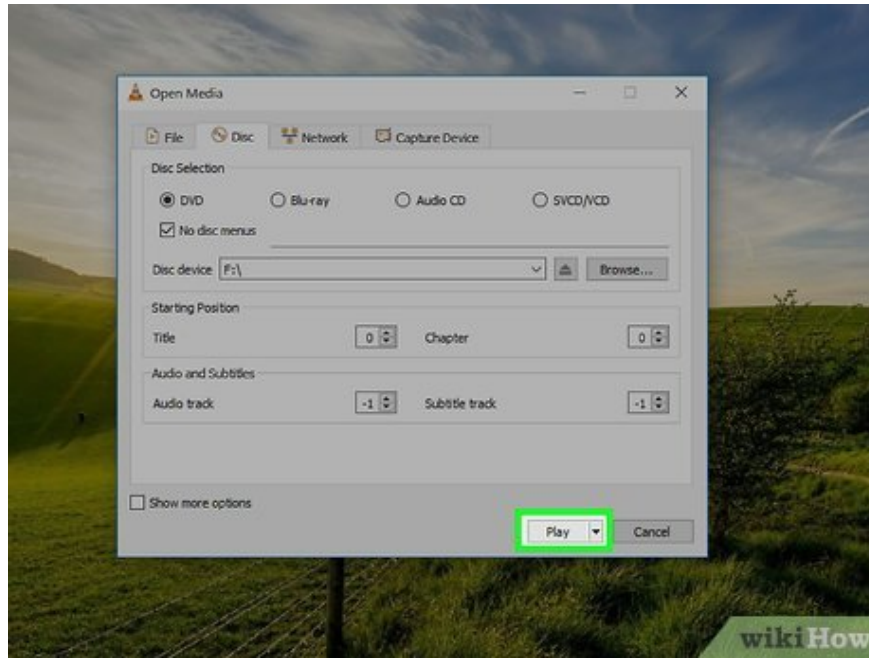 Open Media
File Disc Network Capture Device
Disc Selection
DVD Blu-ray Audio CD SVCD/VCD
No disc menus
Disc device F:\ Browse...
Starting Position
Title 0 Chapter 0
Audio and Subtitles
Audio track -1 Subtitle track -1
Show more options
Play Cancel
wikiHow